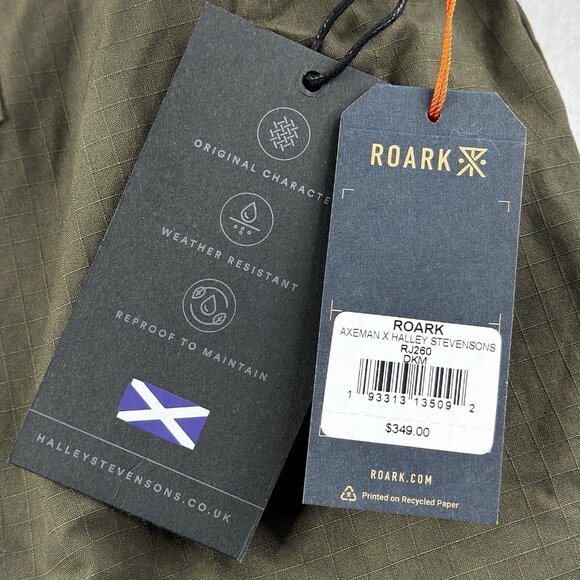 ORIGINAL CHARACTE
WEATHER RESISTANT
REPROOF TO MAINTAIN
HALLEYSTEVENSONS.CO.UK
ROARK
ROARK
AXEMAN X HALLEY STEVENSONS
RJ260
DKM
1 93313 13509 2
$349.00
ROARK.COM
Printed on Recycled Paper